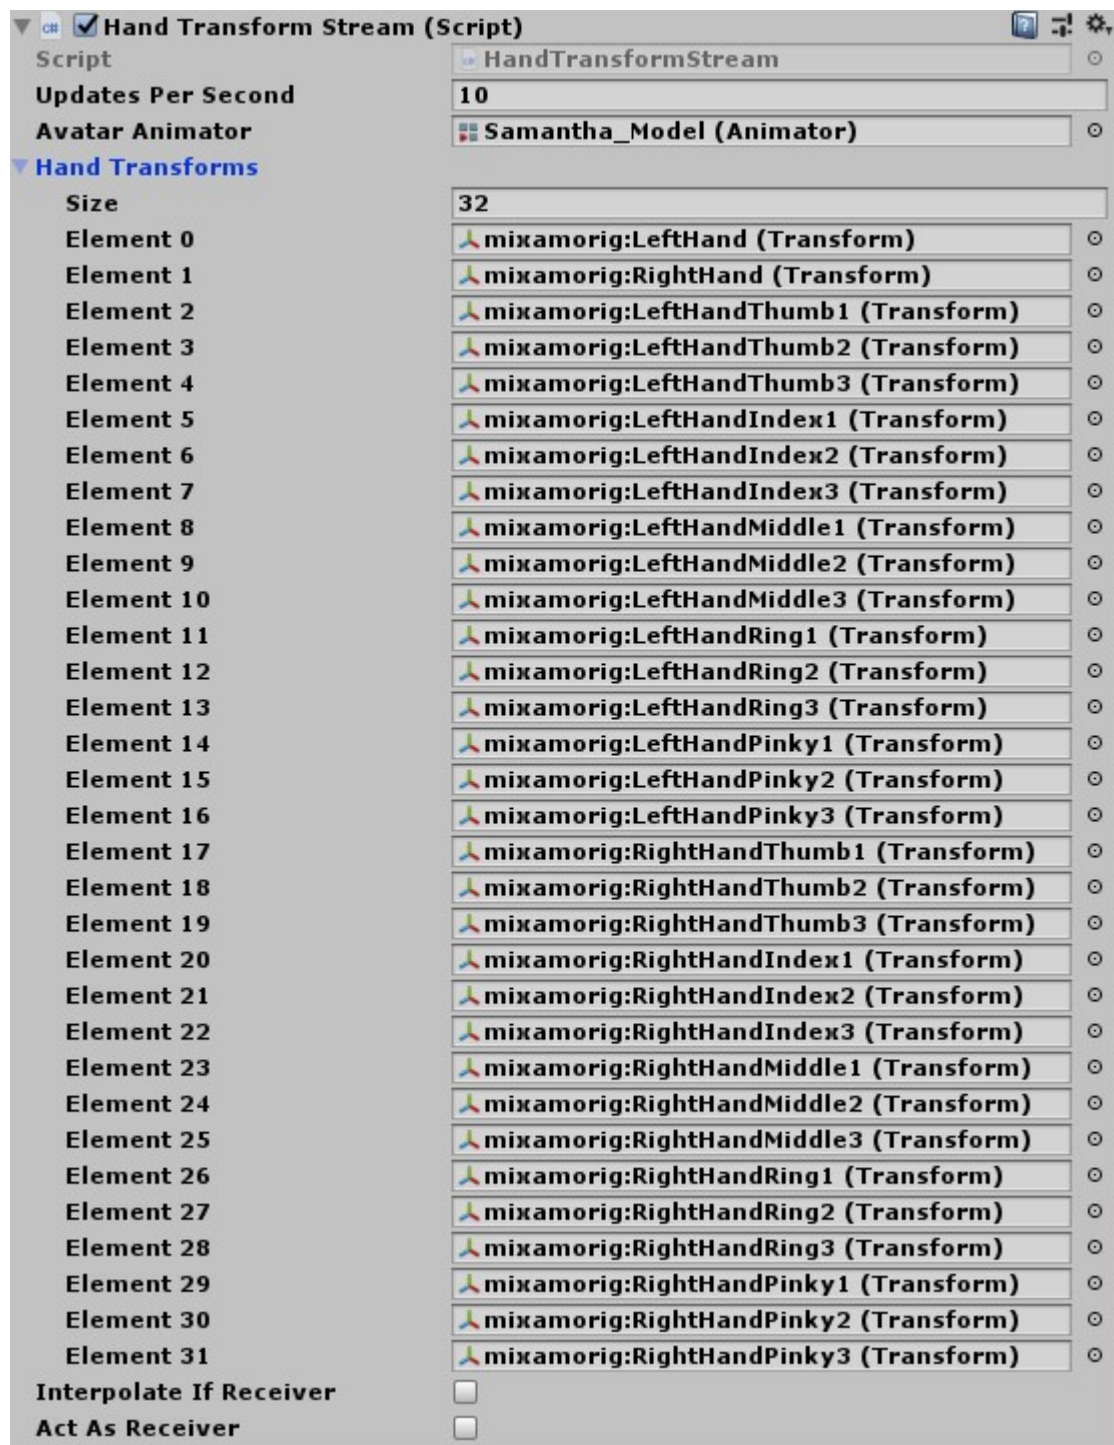 Hand Transform Stream (Script)
Script HandTransformStream
Updates Per Second 10
Avatar Animator Samantha_Model (Animator)
Hand Transforms
Size 32
Element 0 mixamorig:LeftHand (Transform)
Element 1 mixamorig:RightHand (Transform)
Element 2 mixamorig:LeftHandThumb1 (Transform)
Element 3 mixamorig:LeftHandThumb2 (Transform)
Element 4 mixamorig:LeftHandThumb3 (Transform)
Element 5 mixamorig:LeftHandIndex1 (Transform)
Element 6 mixamorig:LeftHandIndex2 (Transform)
Element 7 mixamorig:LeftHandIndex3 (Transform)
Element 8 mixamorig:LeftHandMiddle1 (Transform)
Element 9 mixamorig:LeftHandMiddle2 (Transform)
Element 10 mixamorig:LeftHandMiddle3 (Transform)
Element 11 mixamorig:LeftHandRing1 (Transform)
Element 12 mixamorig:LeftHandRing2 (Transform)
Element 13 mixamorig:LeftHandRing3 (Transform)
Element 14 mixamorig:LeftHandPinky1 (Transform)
Element 15 mixamorig:LeftHandPinky2 (Transform)
Element 16 mixamorig:LeftHandPinky3 (Transform)
Element 17 mixamorig:RightHandThumb1 (Transform)
Element 18 mixamorig:RightHandThumb2 (Transform)
Element 19 mixamorig:RightHandThumb3 (Transform)
Element 20 mixamorig:RightHandIndex1 (Transform)
Element 21 mixamorig:RightHandIndex2 (Transform)
Element 22 mixamorig:RightHandIndex3 (Transform)
Element 23 mixamorig:RightHandMiddle1 (Transform)
Element 24 mixamorig:RightHandMiddle2 (Transform)
Element 25 mixamorig:RightHandMiddle3 (Transform)
Element 26 mixamorig:RightHandRing1 (Transform)
Element 27 mixamorig:RightHandRing2 (Transform)
Element 28 mixamorig:RightHandRing3 (Transform)
Element 29 mixamorig:RightHandPinky1 (Transform)
Element 30 mixamorig:RightHandPinky2 (Transform)
Element 31 mixamorig:RightHandPinky3 (Transform)
Interpolate If Receiver
Act As Receiver